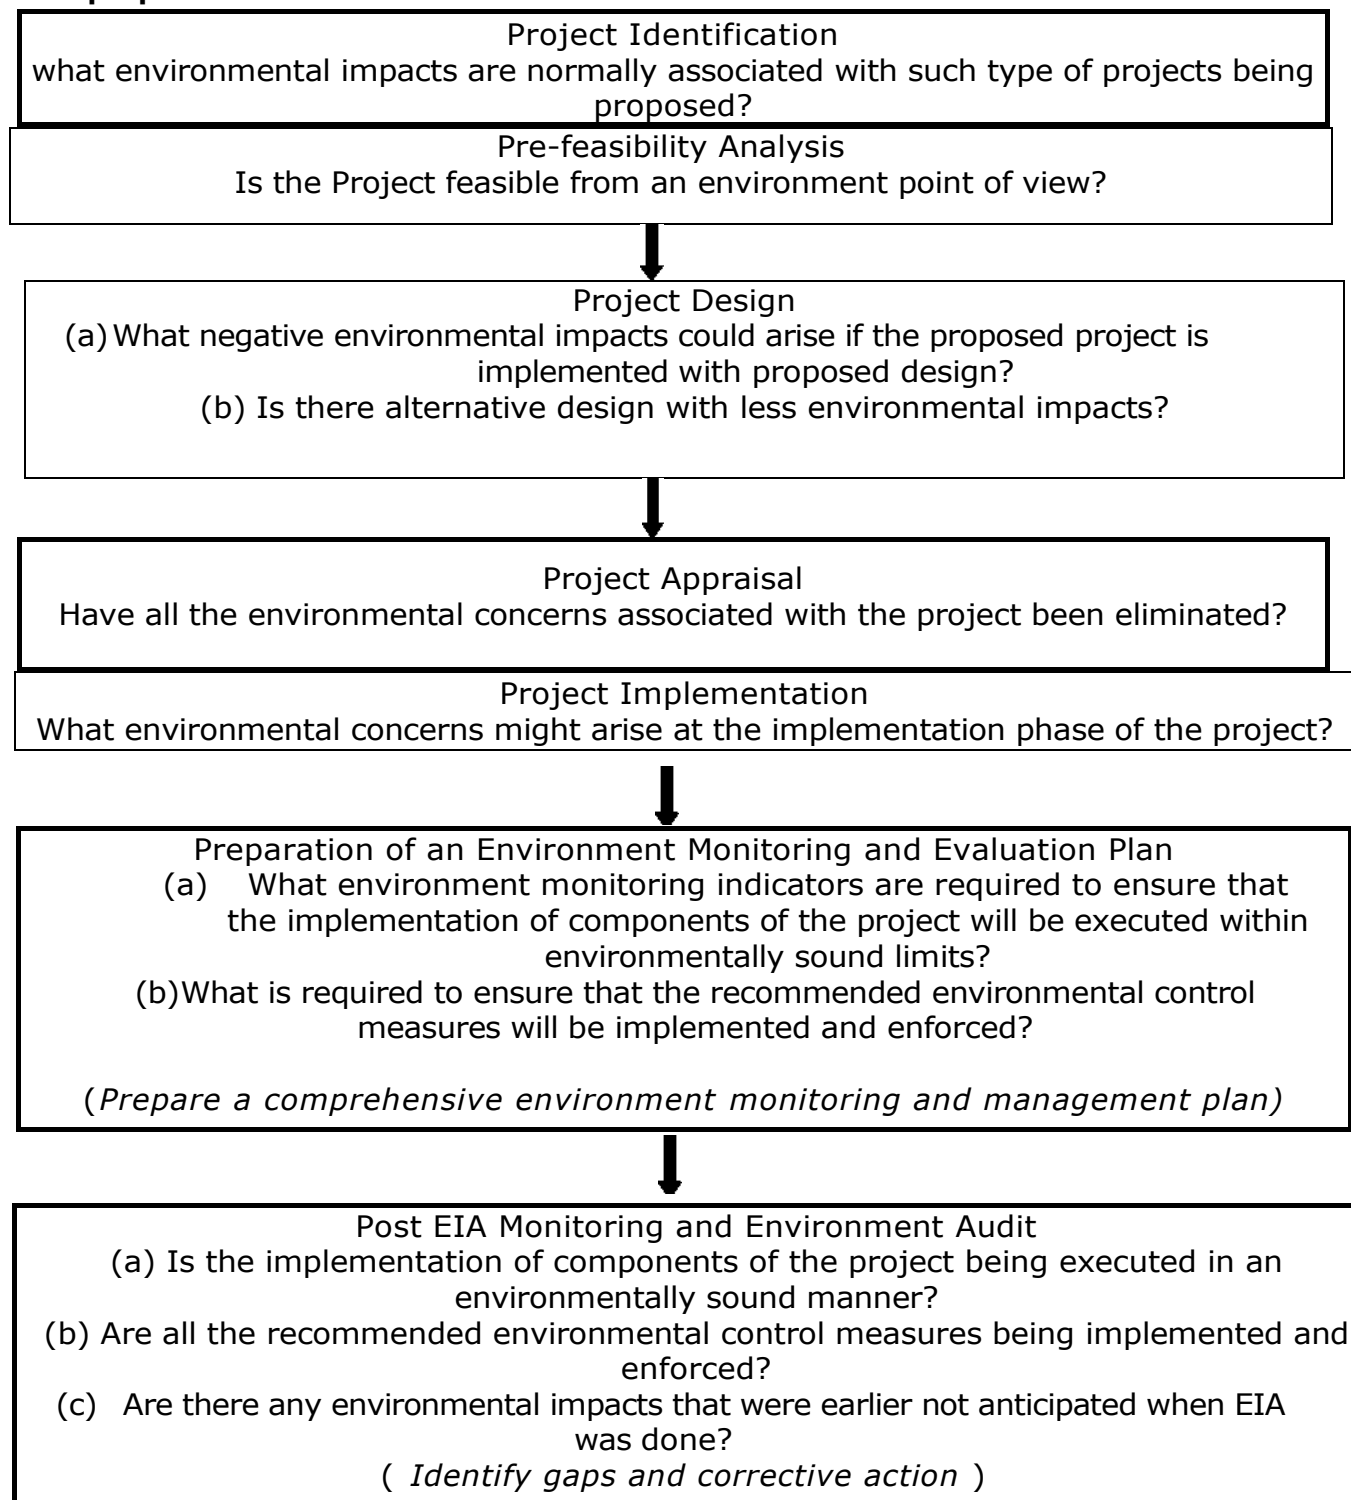 Project Identification
what environmental impacts are normally associated with such type of projects being
proposed?
Pre-feasibility Analysis
Is the Project feasible from an environment point of view?
Project Design
(a) What negative environmental impacts could arise if the proposed project is
implemented with proposed design?
(b) Is there alternative design with less environmental impacts?
Project Appraisal
Have all the environmental concerns associated with the project been eliminated?
Project Implementation
What environmental concerns might arise at the implementation phase of the project?
Preparation of an Environment Monitoring and Evaluation Plan
(a) What environment monitoring indicators are required to ensure that
the implementation of components of the project will be executed within
environmentally sound limits?
(b)What is required to ensure that the recommended environmental control
measures will be implemented and enforced?
(Prepare a comprehensive environment monitoring and management plan)
Post EIA Monitoring and Environment Audit
(a) Is the implementation of components of the project being executed in an
environmentally sound manner?
(b) Are all the recommended environmental control measures being implemented and
enforced?
(c) Are there any environmental impacts that were earlier not anticipated when EIA
was done?
( Identify gaps and corrective action )